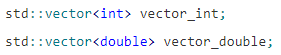 std::vector<int> vector_int;
std::vector<double> vector_double;